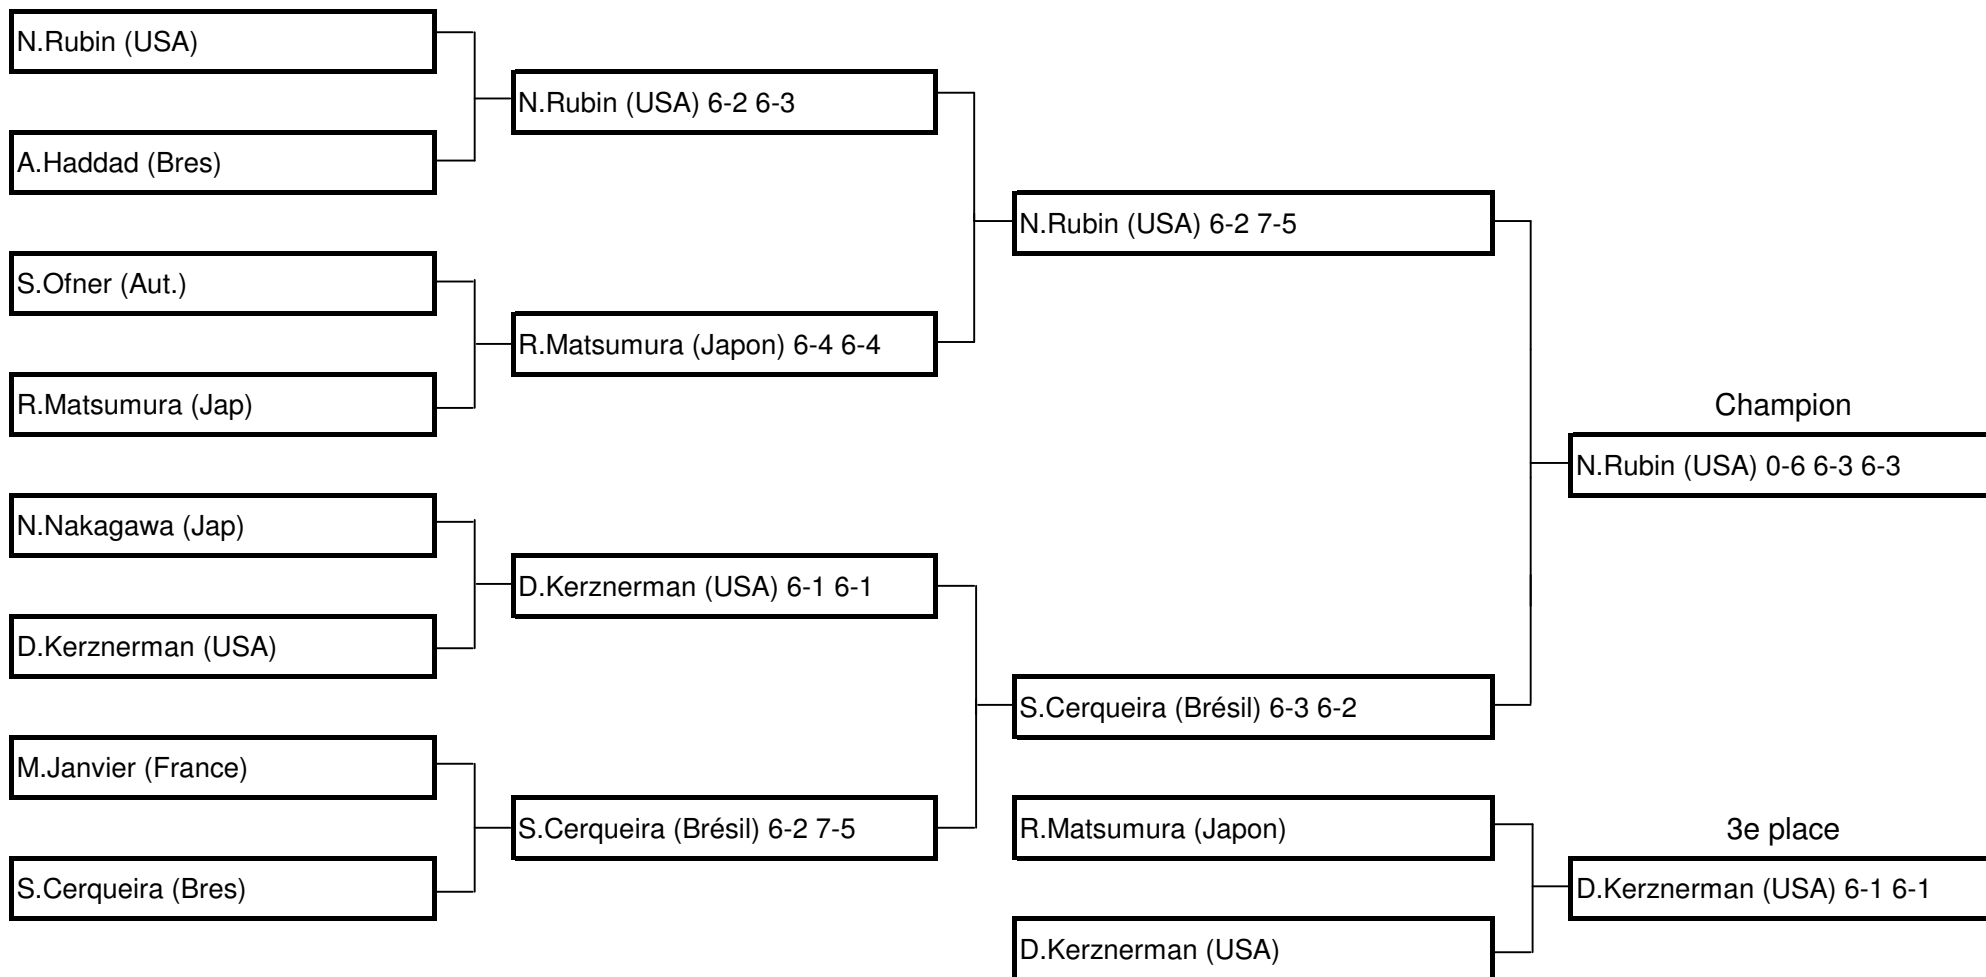 N.Rubin (USA)
A.Haddad (Bres)
S.Ofner (Aut.)
R.Matsumura (Jap)
N.Nakagawa (Jap)
D.Kerznerman (USA)
M.Janvier (France)
S.Cerqueira (Bres)
N.Rubin (USA) 6-2 6-3
R.Matsumura (Japon) 6-4 6-4
D.Kerznerman (USA) 6-1 6-1
S.Cerqueira (Brésil) 6-2 7-5
N.Rubin (USA) 6-2 7-5
S.Cerqueira (Brésil) 6-3 6-2
R.Matsumura (Japon)
D.Kerznerman (USA)
Champion
N.Rubin (USA) 0-6 6-3 6-3
3e place
D.Kerznerman (USA) 6-1 6-1